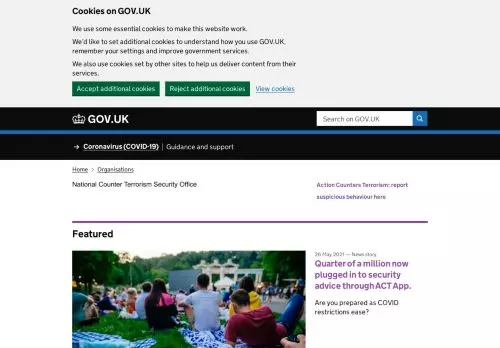 Cookies on GOV.UK
We use some essential cookies to make this website work.
We'd like to set additional cookies to understand how you use GOV.UK,
remember your settings and improve government services.
We also use cookies set by other sites to help us deliver content from their
services.
Accept additional cookies Reject additional cookies View cookies
GOV.UK Search on GOV.UK
→ Coronavirus (COVID-19) | Guidance and support
Home > Organisations
National Counter Terrorism Security Office
Action Counters Terrorism: report
suspicious behaviour here
Featured
26 May 2021 — News story
Quarter of a million now
plugged in to security
advice through ACT App.
Are you prepared as COVID
restrictions ease?